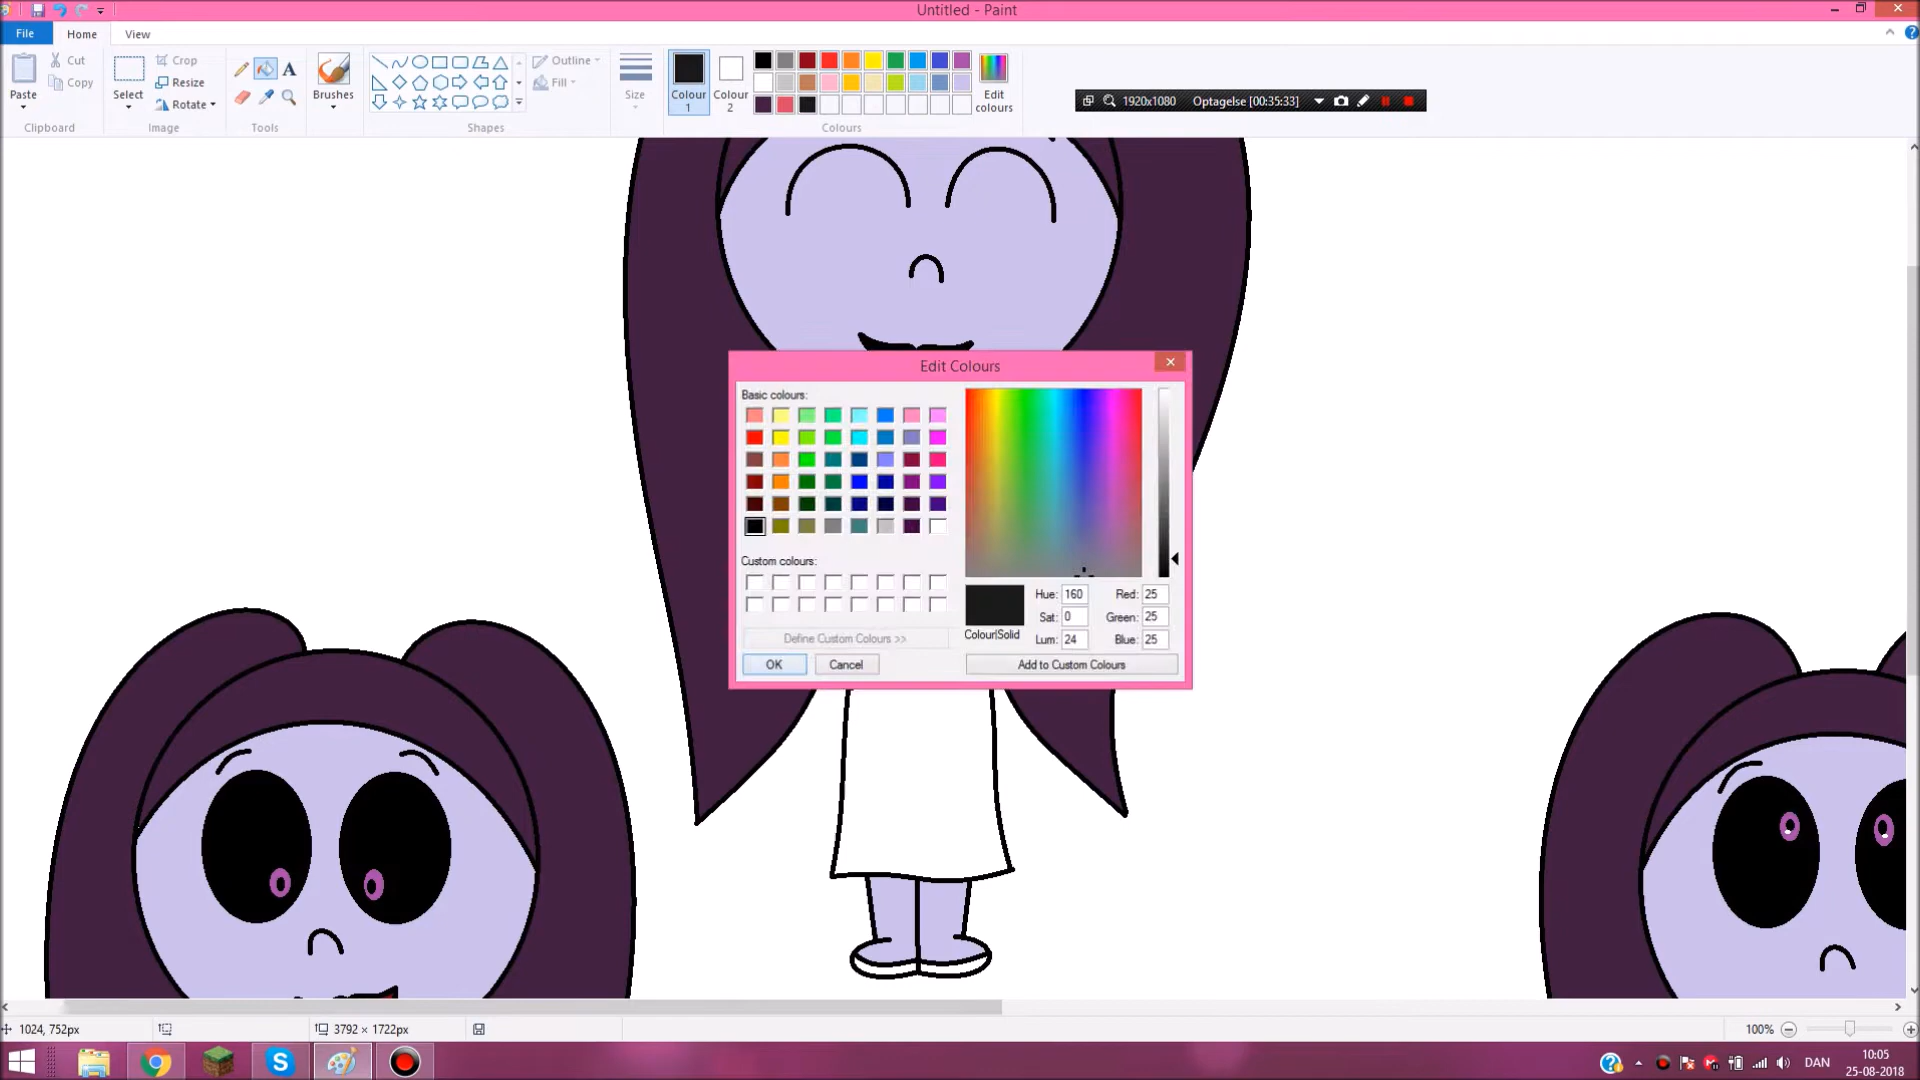 Untitled - Paint
File Home View
Paste Cut Copy Clipboard
Select Crop Resize Rotate Image
A Tools
Brushes
Outline Fill Shapes
Size
Colour 1 Colour 2 Edit colours Colours
1920x1080 Optagelse [00:35:33]
Edit Colours
Basic colours:
Custom colours:
Define Custom Colours >>
OK Cancel
Hue: 160 Red: 25
Sat: 0 Green: 25
Colour|Solid Lum: 24 Blue: 25
Add to Custom Colours
1024, 752px 3792 × 1722px 100%
DAN 10:05
25-08-2018